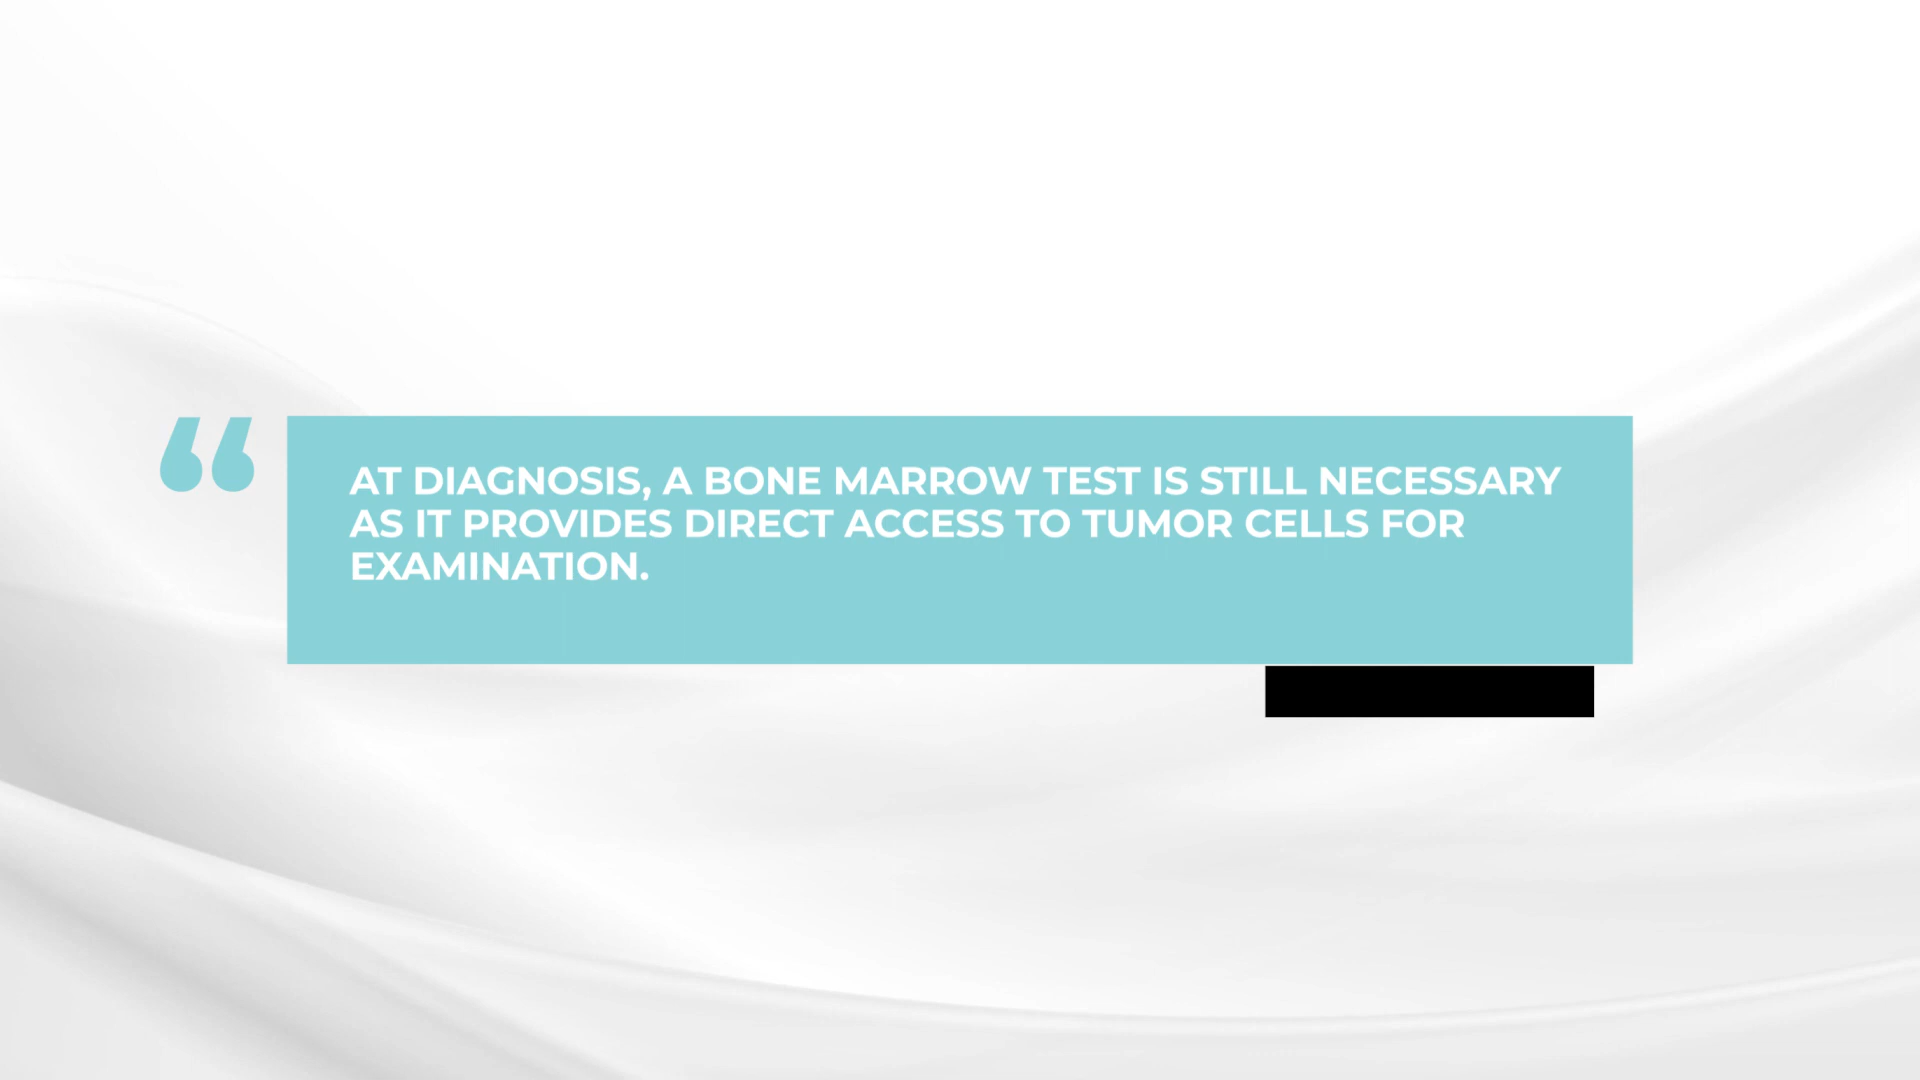 “
AT DIAGNOSIS, A BONE MARROW TEST IS STILL NECESSARY
AS IT PROVIDES DIRECT ACCESS TO TUMOR CELLS FOR
EXAMINATION.